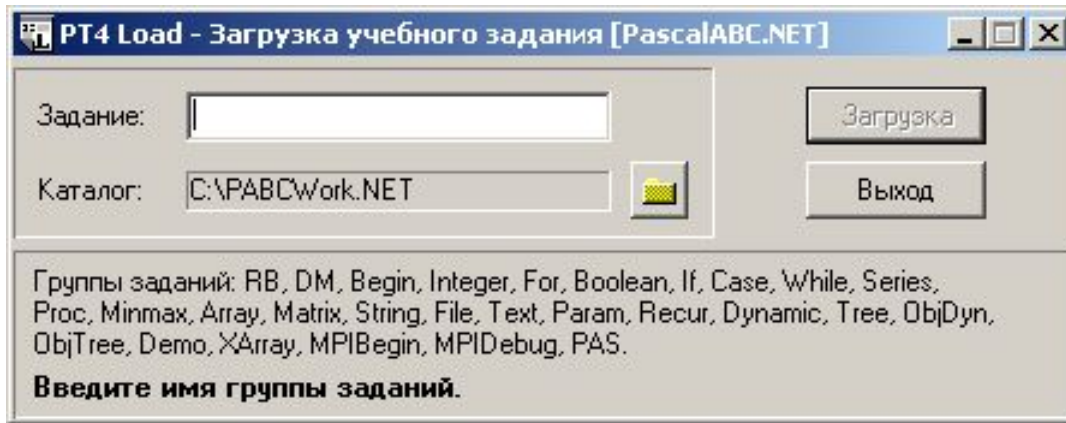 PT4 Load - Загрузка учебного задания [PascalABC.NET]
Задание:
Загрузка
Каталог: C:\PABCWork.NET
Выход
Группы заданий: RB, DM, Begin, Integer, For, Boolean, If, Case, While, Series,
Proc, Minmax, Array, Matrix, String, File, Text, Param, Recur, Dynamic, Tree, ObjDyn,
ObjTree, Demo, XArray, MPIBegin, MPIDebug, PAS.
Введите имя группы заданий.